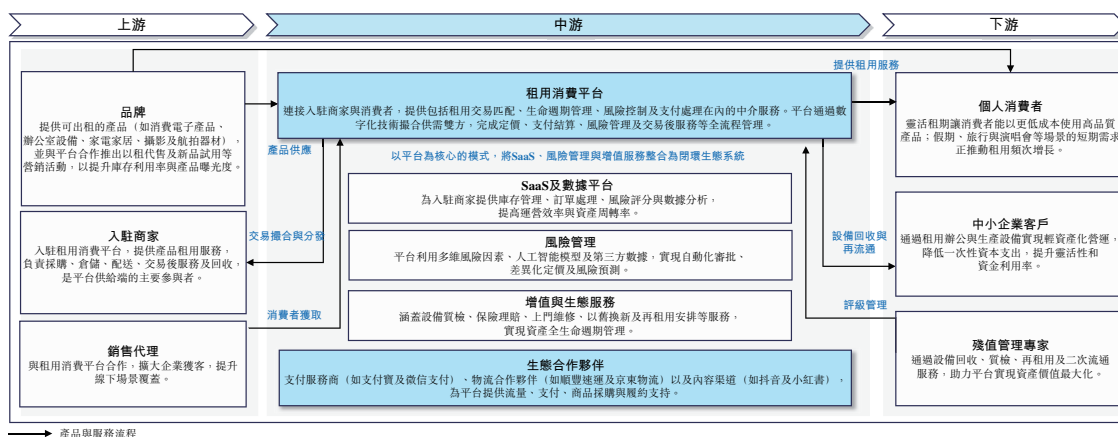 上游
中游
下游
提供租用服務
品牌
提供可出租的產品（如消費電子產品、
辦公室設備、家電家居、攝影及航拍器材），
並與平台合作推出以租代售及新品試用等
營銷活動，以提升庫存利用率與產品曝光度。
入駐商家
入駐租用消費平台，提供產品租用服務，
負責採購、倉儲、配送、交易後服務及回收，
是平台供給端的主要參與者。
銷售代理
與租用消費平台合作，擴大企業獲客，提升
線下場景覆蓋。
產品供應
交易撮合與分發
消費者獲取
租用消費平台
連接入駐商家與消費者，提供包括租用交易匹配、生命週期管理、風險控制及支付處理在內的中介服務。平台通過數
字化技術撮合供需雙方，完成定價、支付結算、風險管理及交易後服務等全流程管理。
以平台為核心的模式，將SaaS、風險管理與增值服務整合為閉環生態系統
SaaS及數據平台
為入駐商家提供庫存管理、訂單處理、風險評分與數據分析，
提高運營效率與資產周轉率。
風險管理
平台利用多維風險因素、人工智能模型及第三方數據，實現自動化審批、
差異化定價及風險預測。
增值與生態服務
涵蓋設備質檢、保險理賠、上門維修、以舊換新及再租用安排等服務，
實現資產全生命週期管理。
生態合作夥伴
支付服務商（如支付寶及微信支付）、物流合作夥伴（如順豐速運及京東物流）以及內容渠道（如抖音及小紅書），
為平台提供流量、支付、商品採購與履約支持。
設備回收與
再流通
評級管理
個人消費者
靈活租期讓消費者能以更低成本使用高品質
產品；假期、旅行與演唱會等場景的短期需求
正推動租用頻次增長。
中小企業客戶
通過租用辦公與生產設備實現輕資產化營運，
降低一次性資本支出，提升靈活性和
資金利用率。
殘值管理專家
通過設備回收、質檢、再租用及二次流通
服務，助力平台實現資產價值最大化。
產品與服務流程